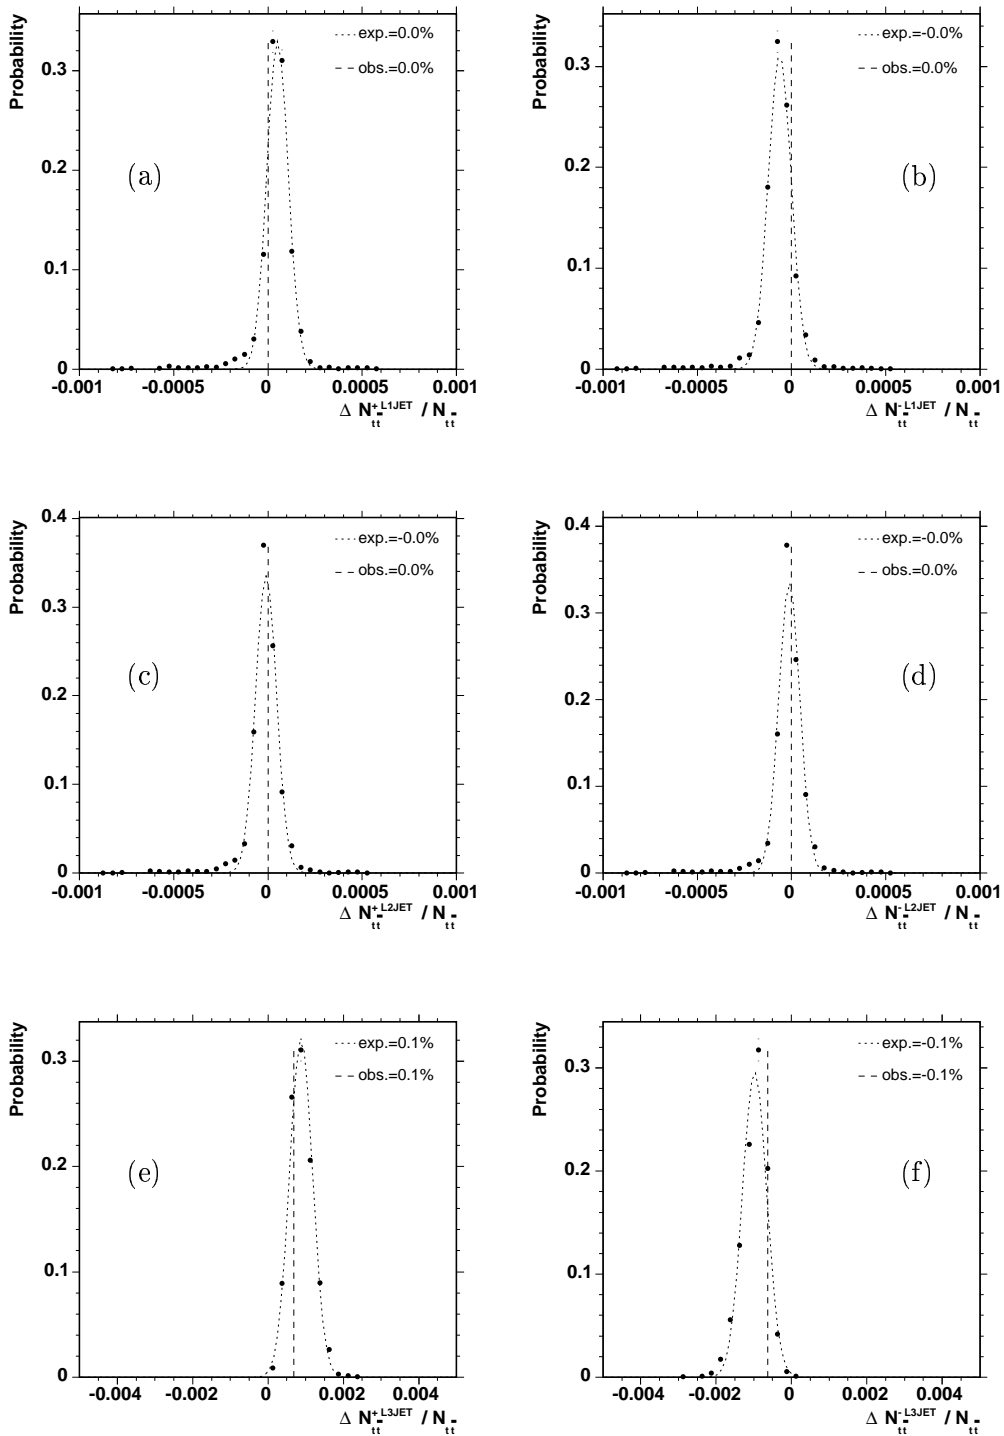 Probability
exp.=0.0%
obs.=0.0%
(a)
0.3
0.2
0.1
0
-0.001 -0.0005 0 0.0005 0.001
Δ N +L1JET tt̄ / N tt̄
Probability
exp.=-0.0%
obs.=0.0%
(b)
0.3
0.2
0.1
0
-0.001 -0.0005 0 0.0005 0.001
Δ N -L1JET tt̄ / N tt̄
Probability
exp.=-0.0%
obs.=0.0%
(c)
0.4
0.3
0.2
0.1
0
-0.001 -0.0005 0 0.0005 0.001
Δ N +L2JET tt̄ / N tt̄
Probability
exp.=-0.0%
obs.=0.0%
(d)
0.4
0.3
0.2
0.1
0
-0.001 -0.0005 0 0.0005 0.001
Δ N -L2JET tt̄ / N tt̄
Probability
exp.=0.1%
obs.=0.1%
(e)
0.3
0.2
0.1
0
-0.004 -0.002 0 0.002 0.004
Δ N +L3JET tt̄ / N tt̄
Probability
exp.=-0.1%
obs.=-0.1%
(f)
0.3
0.2
0.1
0
-0.004 -0.002 0 0.002 0.004
Δ N -L3JET tt̄ / N tt̄